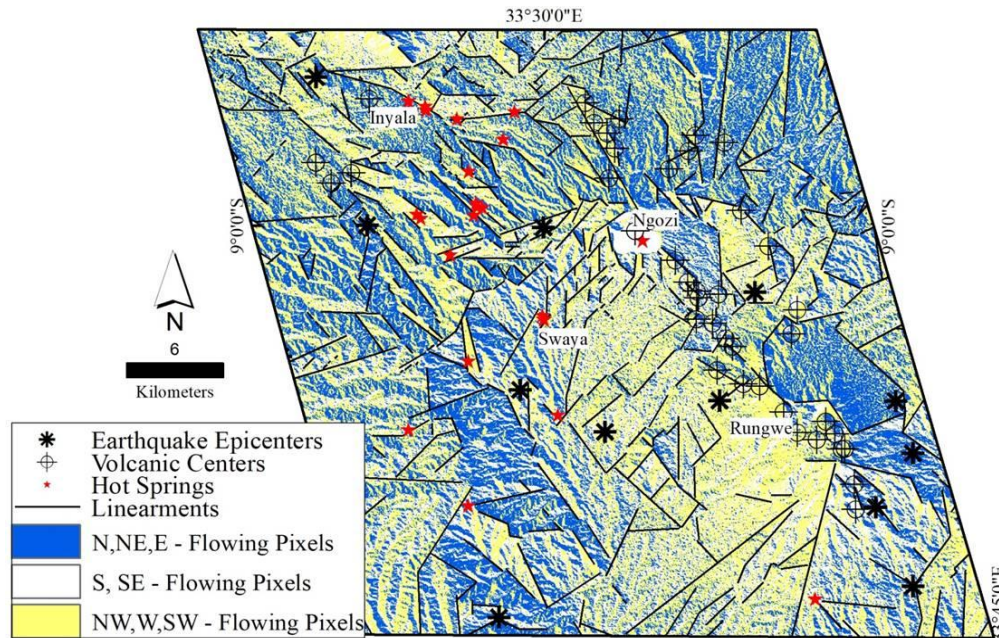 33°30'0"E
Inyala
9°0'0"S
Ngozi
9°0'0"S
N
6
Kilometers
Swaya
Rungwe
Earthquake Epicenters
Volcanic Centers
Hot Springs
Linearments
N,NE,E - Flowing Pixels
S, SE - Flowing Pixels
NW,W,SW - Flowing Pixels